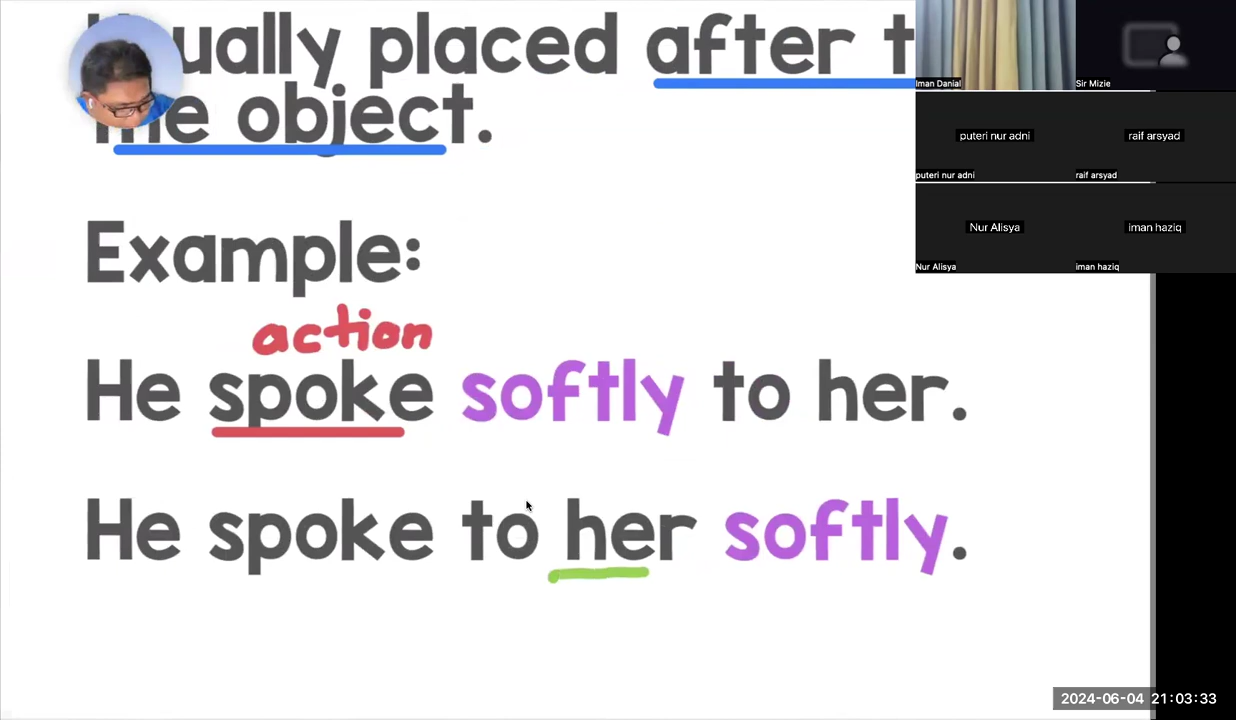 ually placed after t
the object.
Example:
action
He spoke softly to her.
He spoke to her softly.
Iman Danial
Sir Mizie
puteri nur adni
raif arsyad
puteri nur adni
raif arsyad
Nur Alisya
iman haziq
Nur Alisya
iman haziq
2024-06-04 21:03:33